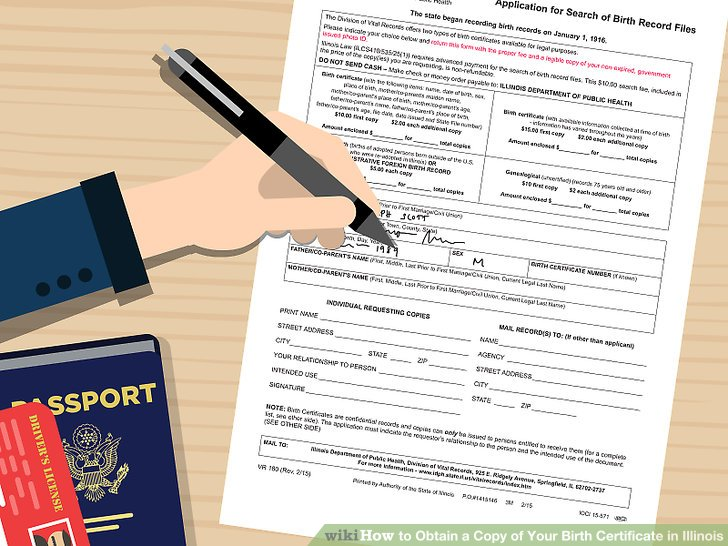 ic Health
Application for Search of Birth Record Files
The state began recording birth records on January 1, 1916.
The Division of Vital Records offers two types of birth certificates available for legal purposes.
Please indicate your choice below and return this form with the proper fee and a legible copy of your non expired, government
issued photo ID.
Illinois Law (ILCS410/535/25(1)) requires advanced payment for the search of birth record files. This $10.00 search fee, included in
the price of the copy(ies) you are requesting, is non-refundable.
DO NOT SEND CASH – Make check or money order payable to: ILLINOIS DEPARTMENT OF PUBLIC HEALTH
Birth certificate (with the following items: name, date of birth, sex,
place of birth, mother/co-parent's maiden name,
mother/co-parent's place of birth, mother/co-parent's age,
father/co-parent's name, father/co-parent's place of birth,
father/co-parent's age, file date, date issued and State File number)
$10.00 first copy $2.00 each additional copy
Amount enclosed $ for total copies
Birth certificate (with available information collected at time of birth
- information has varied throughout the years)
$15.00 first copy $2.00 each additional copy
Amount enclosed $ for total copies
(births of adopted persons born outside of the U.S.
who were re-adopted in Illinois) OR
STRATIVE FOREIGN BIRTH RECORD
$5.00 each copy
for total copies
Genealogical (uncertified) (records 75 years old and older)
$10 first copy $2 each additional copy
Amount enclosed $ for total copies
Prior to First Marriage/Civil Union)
PH SCOTT
Town, County, State)
Day,
1989
SEX
M
BIRTH CERTIFICATE NUMBER (if known)
FATHER/CO-PARENT'S NAME (First, Middle, Last Prior to First Marriage/Civil Union, Current Legal Last Name)
MOTHER/CO-PARENT'S NAME (First, Middle, Last Prior to First Marriage/Civil Union, Current Legal Last Name)
INDIVIDUAL REQUESTING COPIES
PRINT NAME
STREET ADDRESS
CITY STATE ZIP
YOUR RELATIONSHIP TO PERSON
INTENDED USE
SIGNATURE
MAIL RECORD(S) TO: (If other than applicant)
NAME
AGENCY
STREET ADDRESS
CITY
STATE ZIP
NOTE: Birth Certificates are confidential records and copies can only be issued to persons entitled to receive them (for a complete
list, see other side). The application must indicate the requestor's relationship to the person and the intended use of the document.
(SEE OTHER SIDE)
MAIL TO:
Illinois Department of Public Health, Division of Vital Records, 925 E. Ridgely Avenue, Springfield, IL 62702-2737
For more information - www.idph.state.il.us/vitalrecords/index.htm
VR 180 (Rev. 2/15)
Printed by Authority of the State of Illinois P.O.#1415146 3M 2/15
IOCI 15-571
PASSPORT
DRIVER'S LICENSE
wikiHow to Obtain a Copy of Your Birth Certificate in Illinois